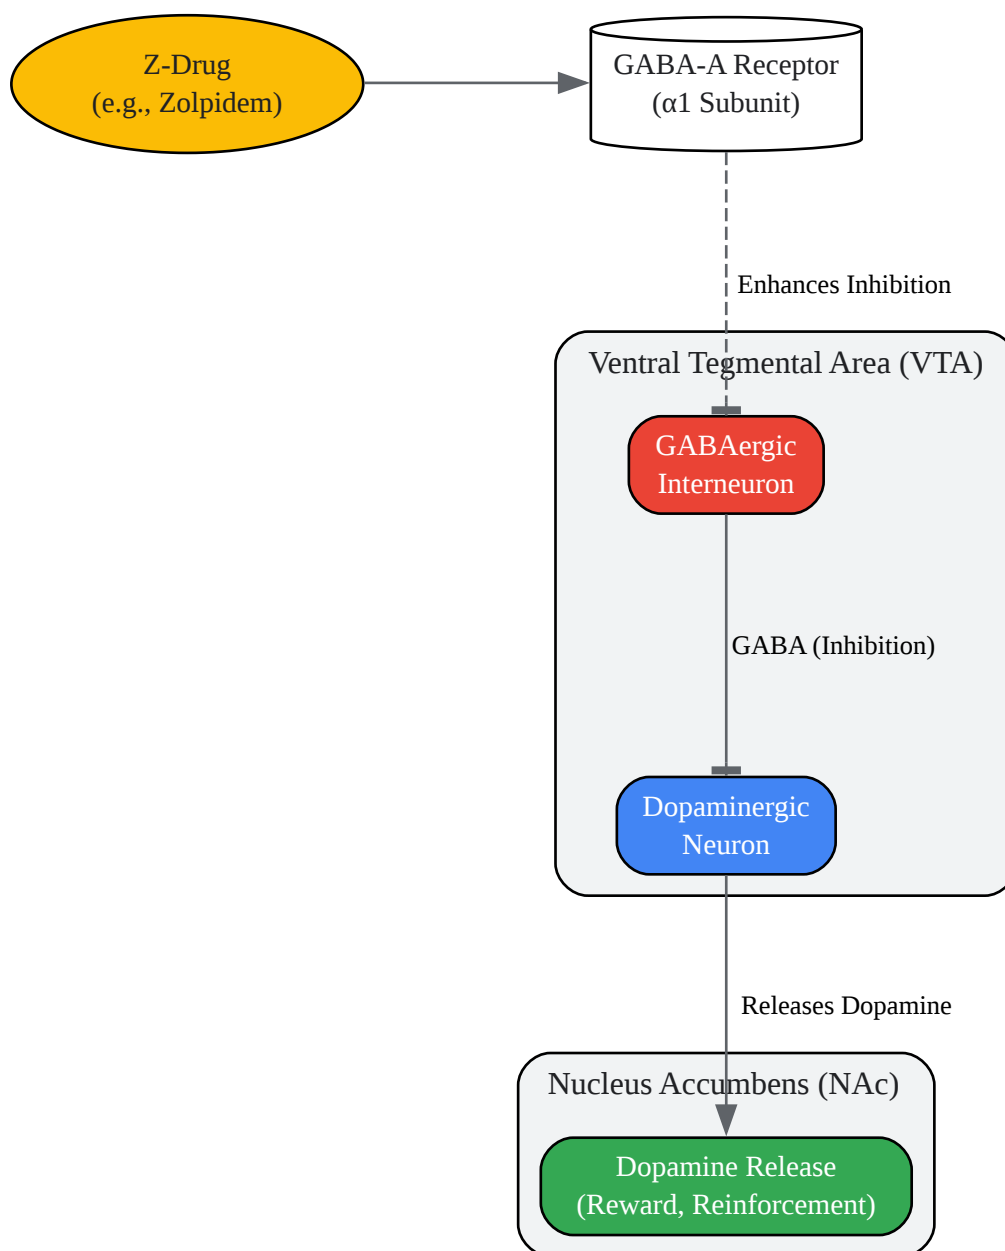 Z-Drug
(e.g., Zolpidem)
GABA-A Receptor
(α1 Subunit)
Enhances Inhibition
Ventral Tegmental Area (VTA)
GABAergic
Interneuron
GABA (Inhibition)
Dopaminergic
Neuron
Releases Dopamine
Nucleus Accumbens (NAc)
Dopamine Release
(Reward, Reinforcement)